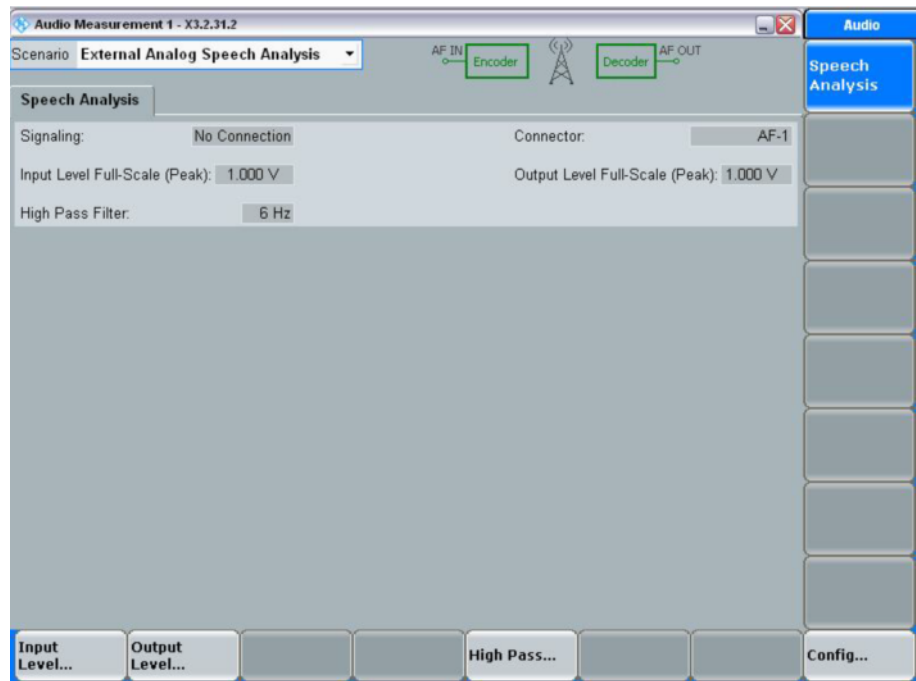 Audio Measurement 1 - X3.2.31.2
Audio
Scenario External Analog Speech Analysis
AF IN
Encoder
Decoder
AF OUT
Speech
Analysis
Speech Analysis
Signaling: No Connection
Connector: AF-1
Input Level Full-Scale (Peak): 1.000 V
Output Level Full-Scale (Peak): 1.000 V
High Pass Filter: 6 Hz
Input
Level...
Output
Level...
High Pass...
Config...